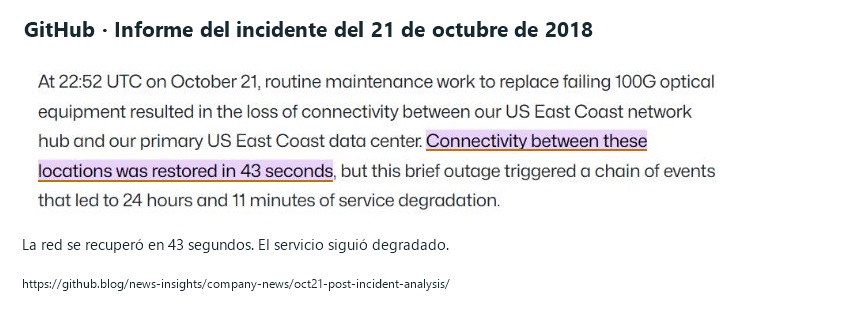 GitHub · Informe del incidente del 21 de octubre de 2018
At 22:52 UTC on October 21, routine maintenance work to replace failing 100G optical
equipment resulted in the loss of connectivity between our US East Coast network
hub and our primary US East Coast data center. Connectivity between these
locations was restored in 43 seconds, but this brief outage triggered a chain of events
that led to 24 hours and 11 minutes of service degradation.
La red se recuperó en 43 segundos. El servicio siguió degradado.
https://github.blog/news-insights/company-news/oct21-post-incident-analysis/